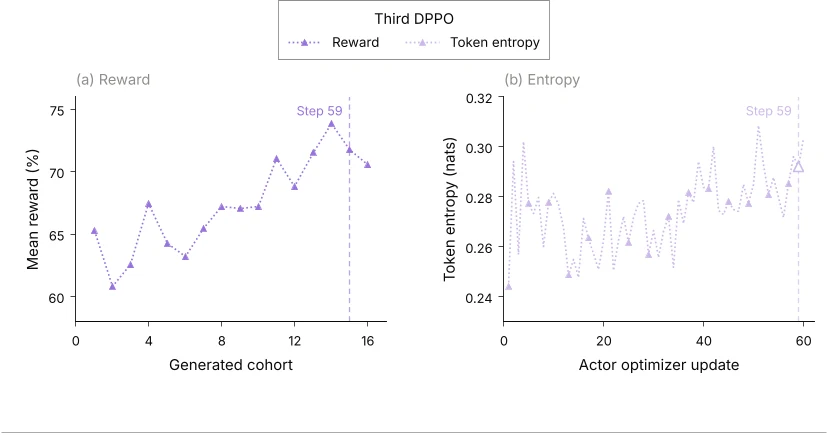 Third DPPO
Reward
Token entropy
(a) Reward
(b) Entropy
Step 59
Step 59
Mean reward (%)
75
70
65
60
0
4
8
12
16
Generated cohort
Token entropy (nats)
0.32
0.30
0.28
0.26
0.24
0
20
40
60
Actor optimizer update